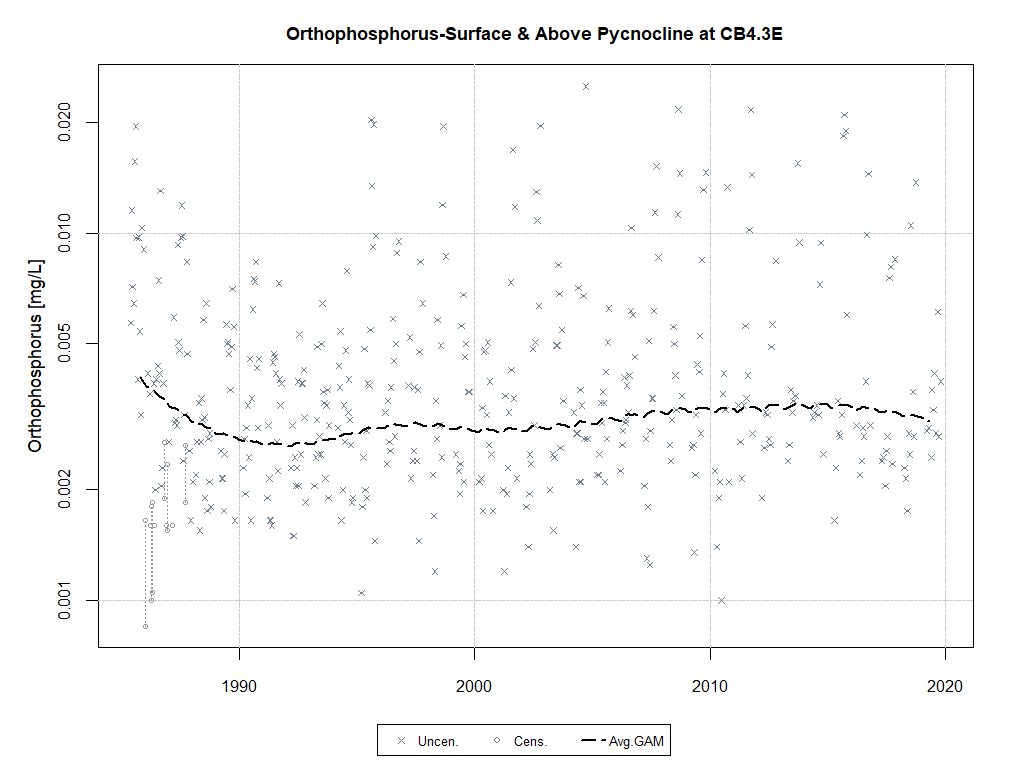 Orthophosphorus-Surface & Above Pycnocline at CB4.3E
Orthophosphorus [mg/L]
0.020
0.010
0.005
0.002
0.001
1990 2000 2010 2020
Uncen. Cens. Avg.GAM